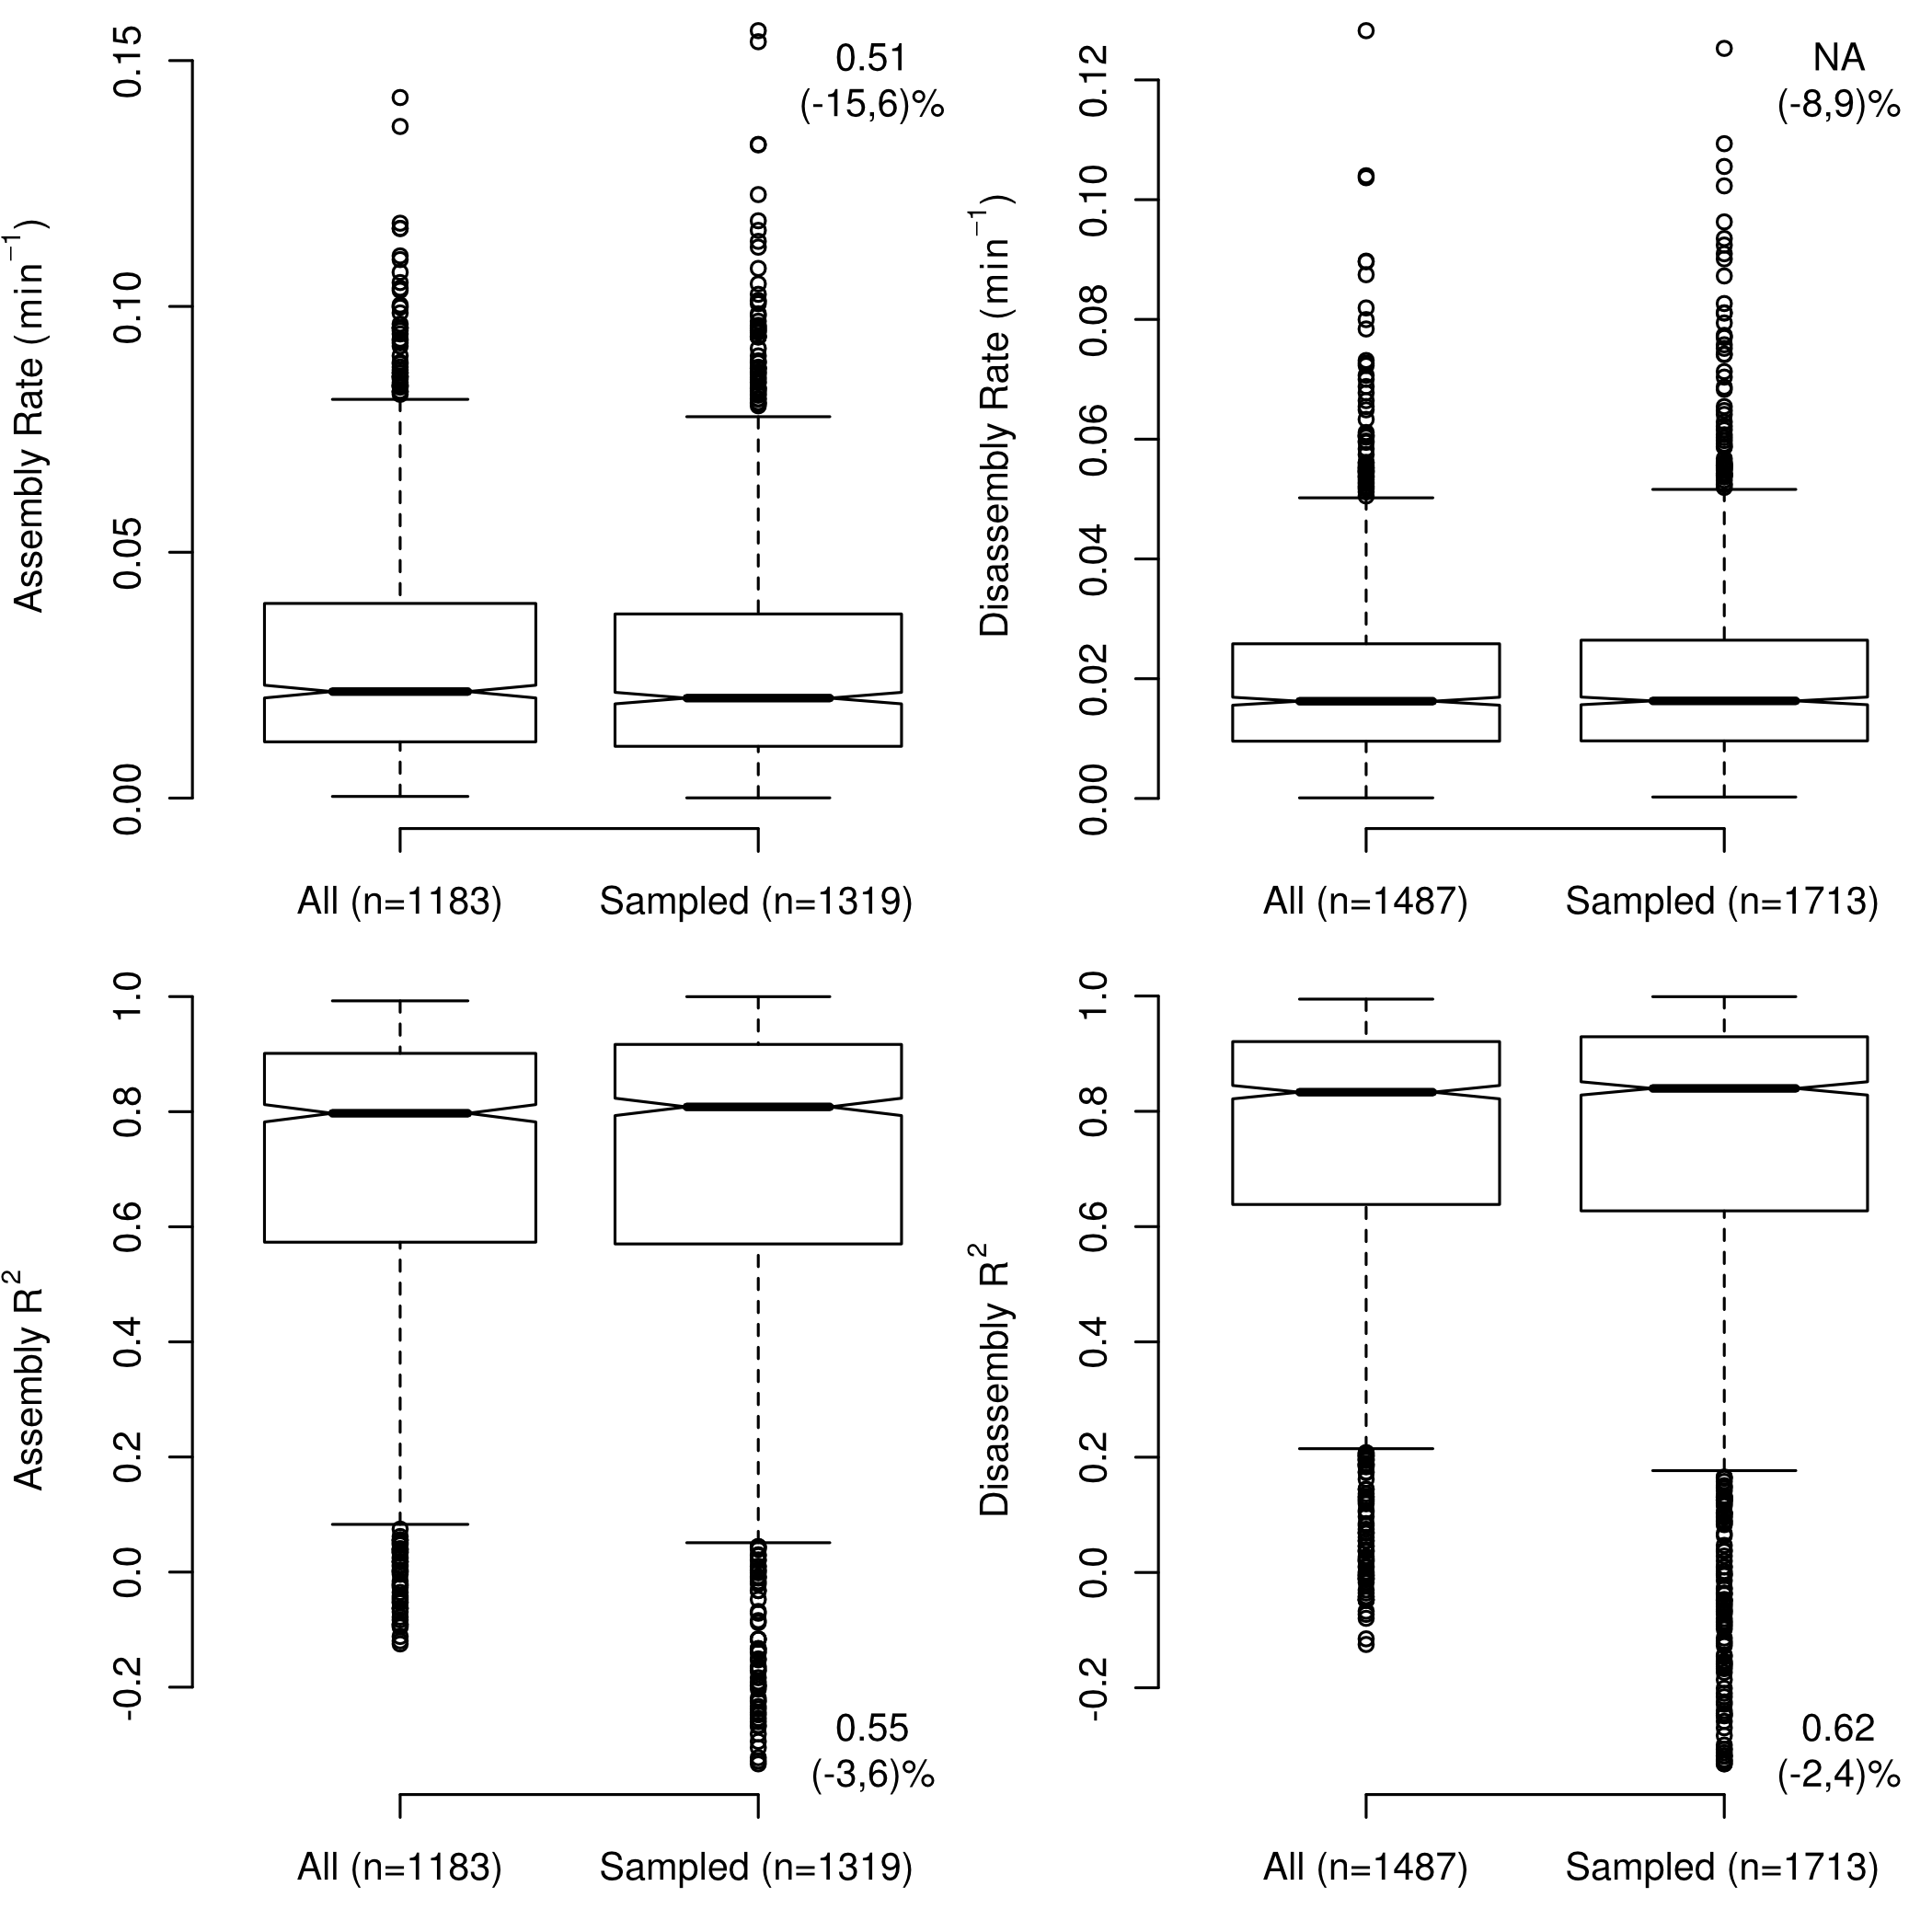 Assembly Rate (min⁻¹)
0.15
0.10
0.05
0.00
0.51
(-15,6)%
All (n=1183)
Sampled (n=1319)
Disassembly Rate (min⁻¹)
0.12
0.10
0.08
0.06
0.04
0.02
0.00
NA
(-8,9)%
All (n=1487)
Sampled (n=1713)
Assembly R²
1.0
0.8
0.6
0.4
0.2
0.0
-0.2
0.55
(-3,6)%
All (n=1183)
Sampled (n=1319)
Disassembly R²
1.0
0.8
0.6
0.4
0.2
0.0
-0.2
0.62
(-2,4)%
All (n=1487)
Sampled (n=1713)